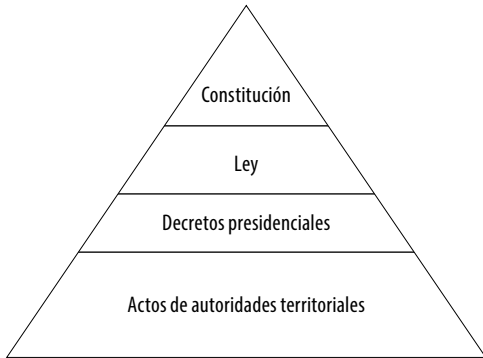 Constitución
Ley
Decretos presidenciales
Actos de autoridades territoriales